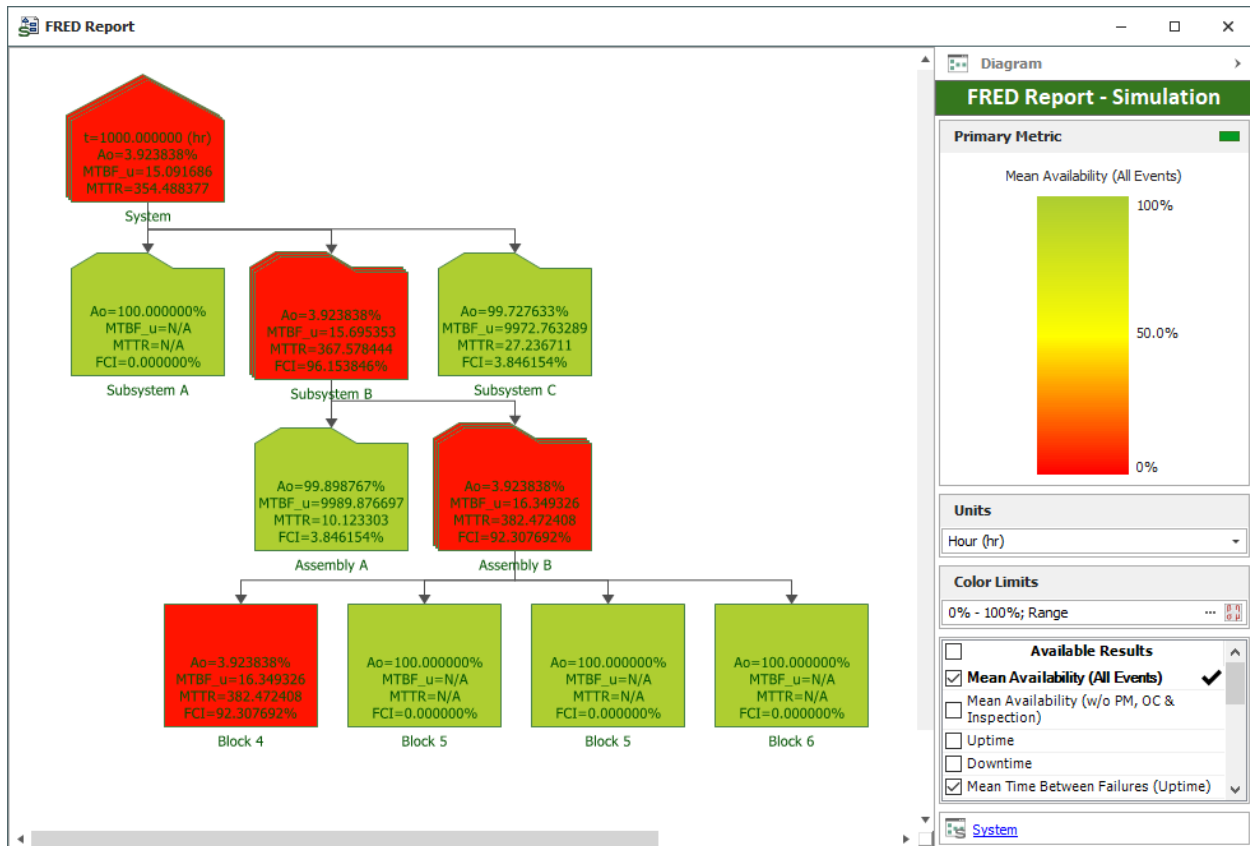 FRED Report
t=1000.000000 (hr)
Ao=3.923838%
MTBF_u=15.091686
MTTR=354.488377
System
Ao=100.000000%
MTBF_u=N/A
MTTR=N/A
FCI=0.000000%
Subsystem A
Ao=3.923838%
MTBF_u=15.695353
MTTR=367.578444
FCI=96.153846%
Subsystem B
Ao=99.727633%
MTBF_u=9972.763289
MTTR=27.236711
FCI=3.846154%
Subsystem C
Ao=99.898767%
MTBF_u=9989.876697
MTTR=10.123303
FCI=3.846154%
Assembly A
Ao=3.923838%
MTBF_u=16.349326
MTTR=382.472408
FCI=92.307692%
Assembly B
Ao=3.923838%
MTBF_u=16.349326
MTTR=382.472408
FCI=92.307692%
Block 4
Ao=100.000000%
MTBF_u=N/A
MTTR=N/A
FCI=0.000000%
Block 5
Ao=100.000000%
MTBF_u=N/A
MTTR=N/A
FCI=0.000000%
Block 5
Ao=100.000000%
MTBF_u=N/A
MTTR=N/A
FCI=0.000000%
Block 6
Diagram
FRED Report - Simulation
Primary Metric
Mean Availability (All Events)
100%
50.0%
0%
Units
Hour (hr)
Color Limits
0% - 100%; Range
Available Results
Mean Availability (All Events)
Mean Availability (w/o PM, OC &
Inspection)
Uptime
Downtime
Mean Time Between Failures (Uptime)
System